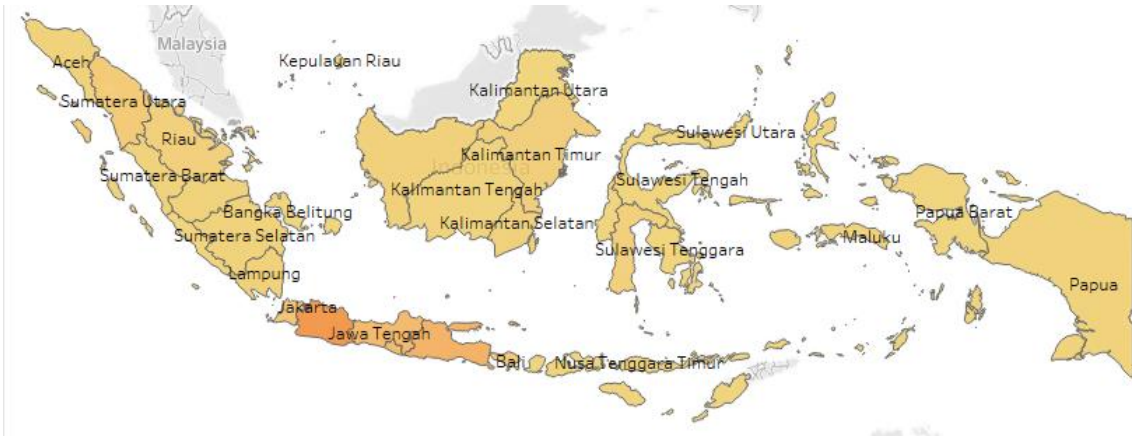 Malaysia
Aceh
Kepulauan Riau
Kalimantan Utara
Sumatera Utara
Sulawesi Utara
Riau
Kalimantan Timur
Indonesia
Sumatera Barat
Sulawesi Tengah
Kalimantan Tengah
Bangka Belitung
Papua Barat
Kalimantan Selatan
Sumatera Selatan
Maluku
Sulawesi Tenggara
Lampung
Papua
Jakarta
Jawa Tengah
Bali
Nusa Tenggara Timur